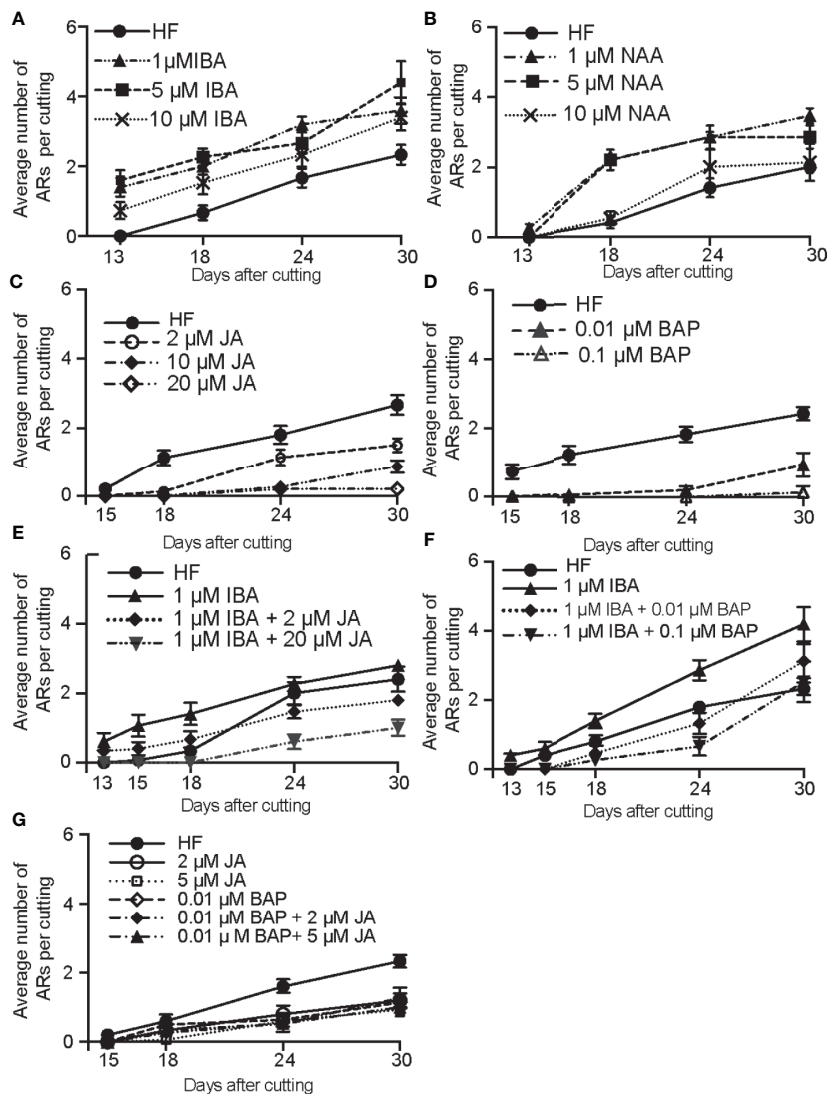 A
Average number of
ARs per cutting
6
4
2
0
HF
1μMIBA
5 μM IBA
10 μM IBA
13 18 24 30
Days after cutting
B
Average number of
ARs per cutting
6
4
2
0
HF
1 μM NAA
5 μM NAA
10 μM NAA
13 18 24 30
Days after cutting
C
Average number of
ARs per cutting
6
4
2
0
HF
2 μM JA
10 μM JA
20 μM JA
15 18 24 30
Days after cutting
D
Average number of
ARs per cutting
6
4
2
0
HF
0.01 μM BAP
0.1 μM BAP
15 18 24 30
Days after cutting
E
Average number of
ARs per cutting
6
4
2
0
HF
1 μM IBA
1 μM IBA + 2 μM JA
1 μM IBA + 20 μM JA
13 15 18 24 30
Days after cutting
F
Average number of
ARs per cutting
6
4
2
0
HF
1 μM IBA
1 μM IBA + 0.01 μM BAP
1 μM IBA + 0.1 μM BAP
13 15 18 24 30
Days after cutting
G
Average number of
ARs per cutting
6
4
2
0
HF
2 μM JA
5 μM JA
0.01 μM BAP
0.01 μM BAP + 2 μM JA
0.01 μ M BAP+ 5 μM JA
15 18 24 30
Days after cutting